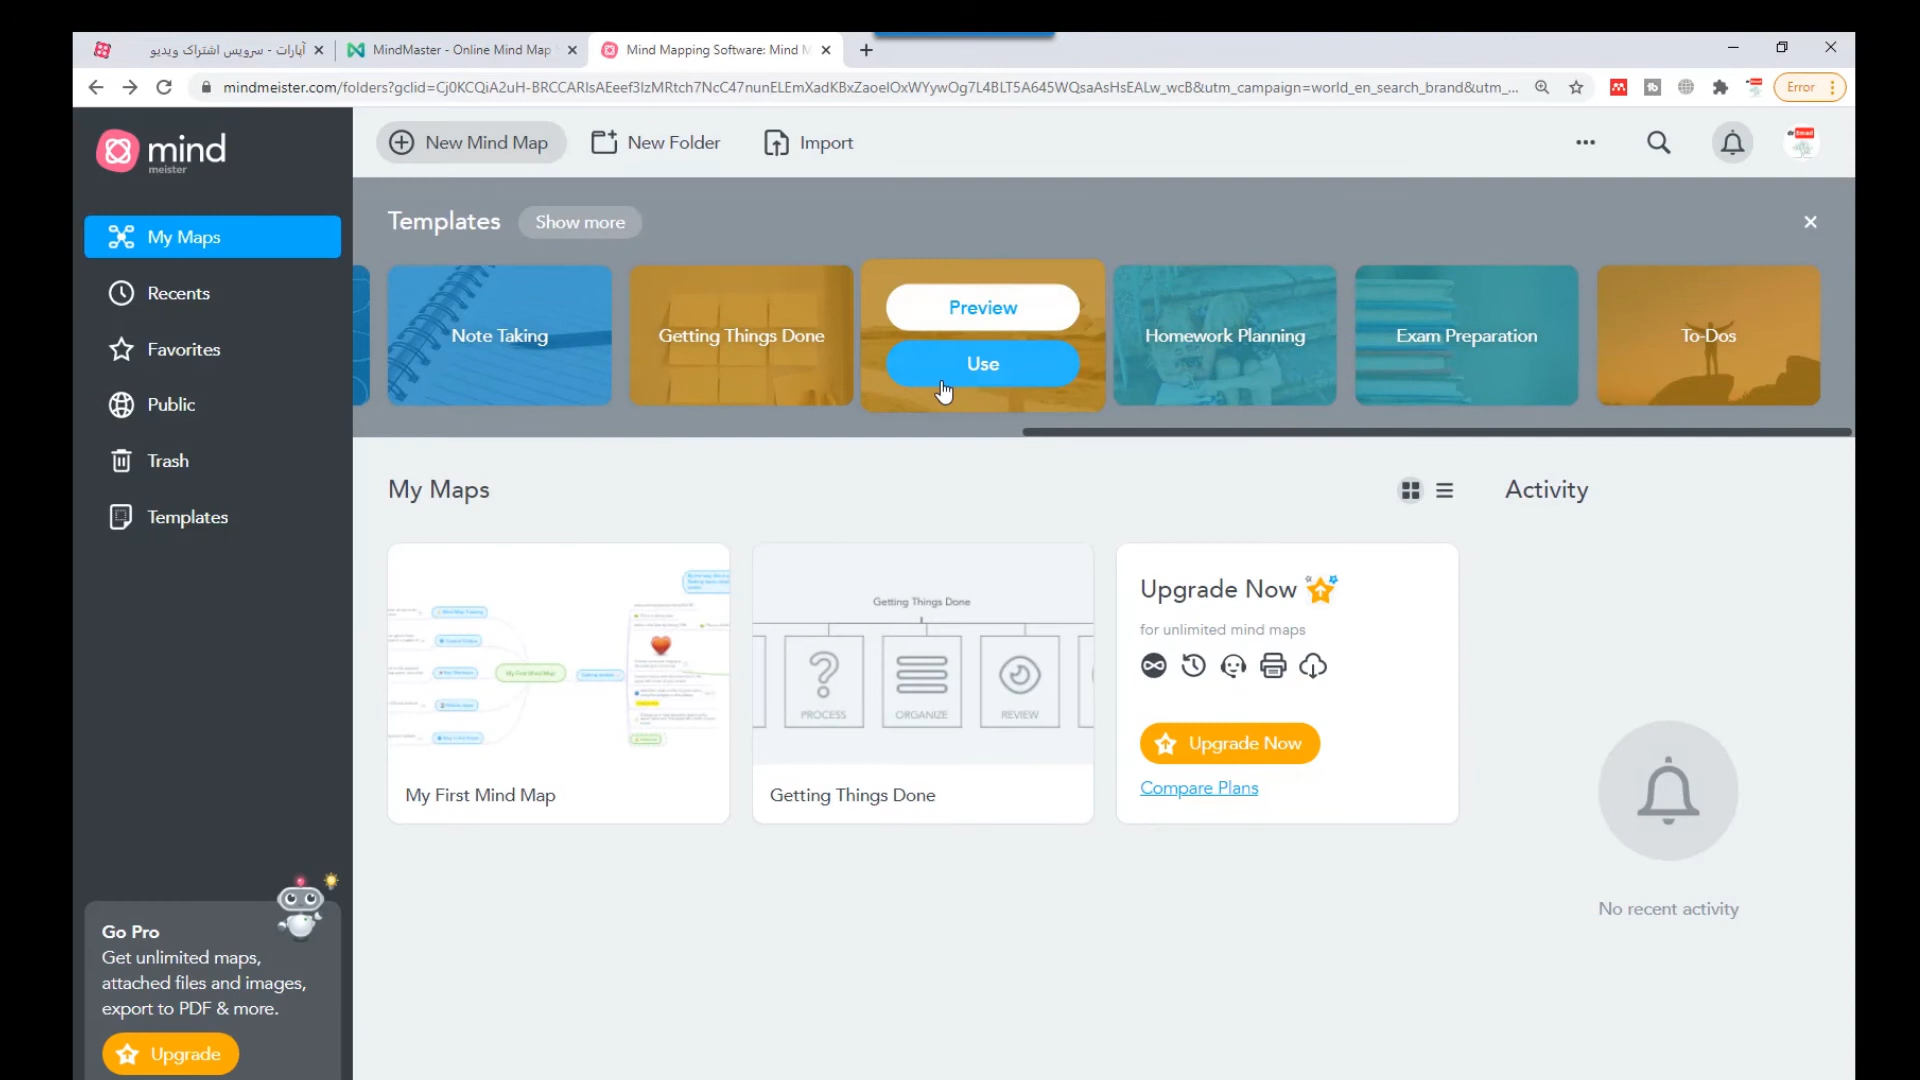 آپارات - سرویس اشتراک ویدیو
MindMaster - Online Mind Map
Mind Mapping Software: Mind M
mindmeister.com/folders?gclid=Cj0KCQiA2uH-BRCCARIsAEeef3IzMRtch7NcC47nunELEmXadKBxZaoelOxWYywOg7L4BLT5A645WQsaAsHsEALw_wcB&utm_campaign=world_en_search_brand&utm_...
Error
mind
meister
New Mind Map
New Folder
Import
My Maps
Recents
Favorites
Public
Trash
Templates
Templates
Show more
Note Taking
Getting Things Done
Preview
Use
Homework Planning
Exam Preparation
To-Dos
My Maps
Activity
My First Mind Map
My First Mind Map
Getting Things Done
PROCESS
ORGANIZE
REVIEW
Getting Things Done
Upgrade Now
for unlimited mind maps
Upgrade Now
Compare Plans
No recent activity
Go Pro
Get unlimited maps,
attached files and images,
export to PDF & more.
Upgrade